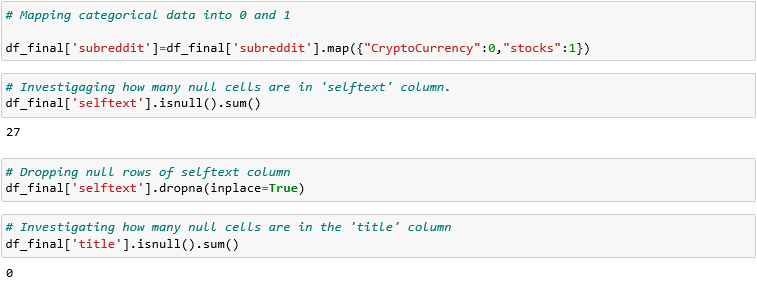 # Mapping categorical data into 0 and 1
df_final['subreddit']=df_final['subreddit'].map({"CryptoCurrency":0,"stocks":1})
# Investigaging how many null cells are in 'selftext' column.
df_final['selftext'].isnull().sum()
27
# Dropping null rows of selftext column
df_final['selftext'].dropna(inplace=True)
# Investigating how many null cells are in the 'title' column
df_final['title'].isnull().sum()
0